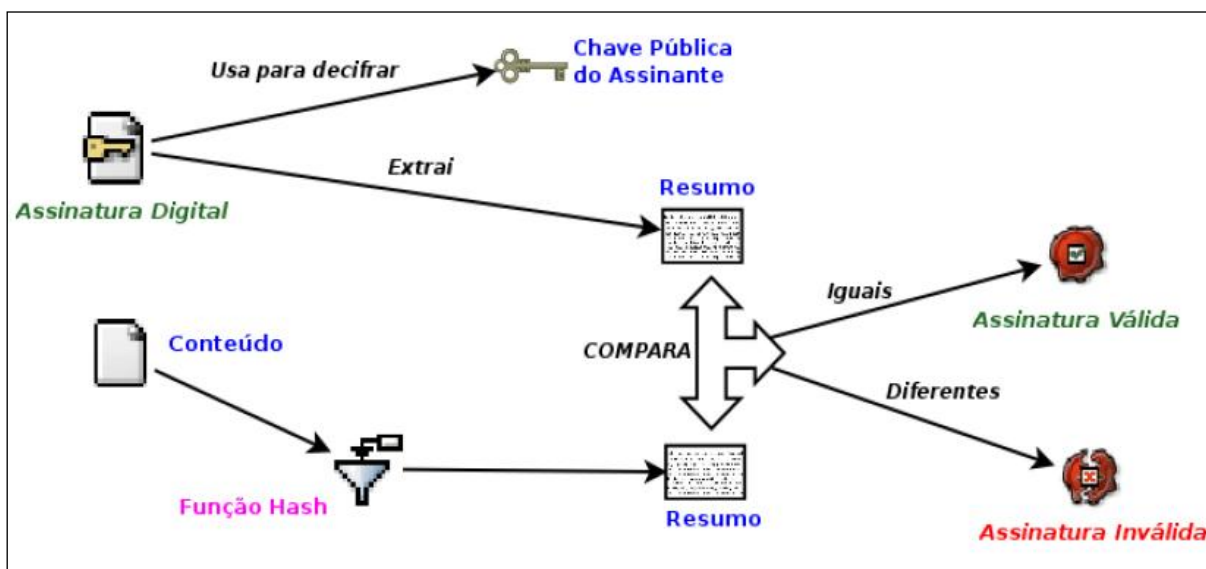 Usa para decifrar
Chave Pública
do Assinante
Assinatura Digital
Extrai
Resumo
Conteúdo
COMPARA
Iguais
Assinatura Válida
Diferentes
Função Hash
Resumo
Assinatura Inválida